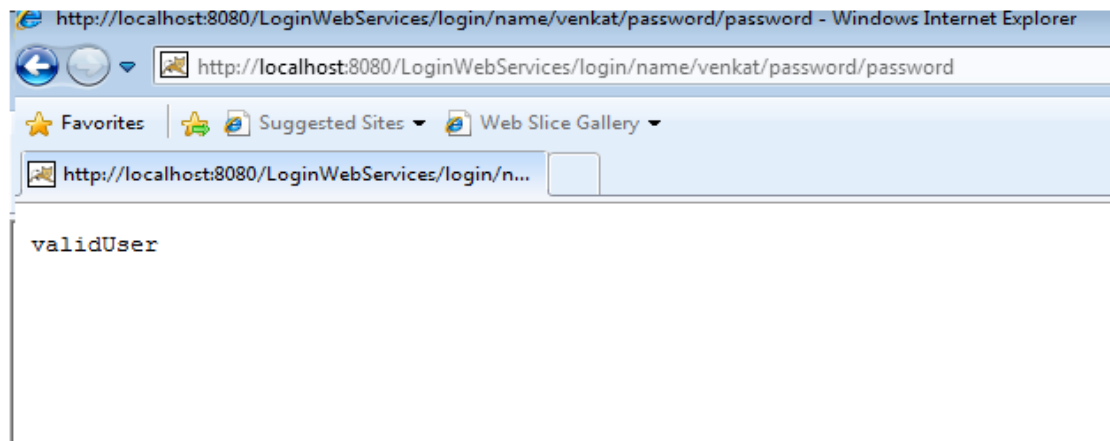 http://localhost:8080/LoginWebServices/login/name/venkat/password/password - Windows Internet Explorer
http://localhost:8080/LoginWebServices/login/name/venkat/password/password
Favorites Suggested Sites Web Slice Gallery
http://localhost:8080/LoginWebServices/login/n...
validUser